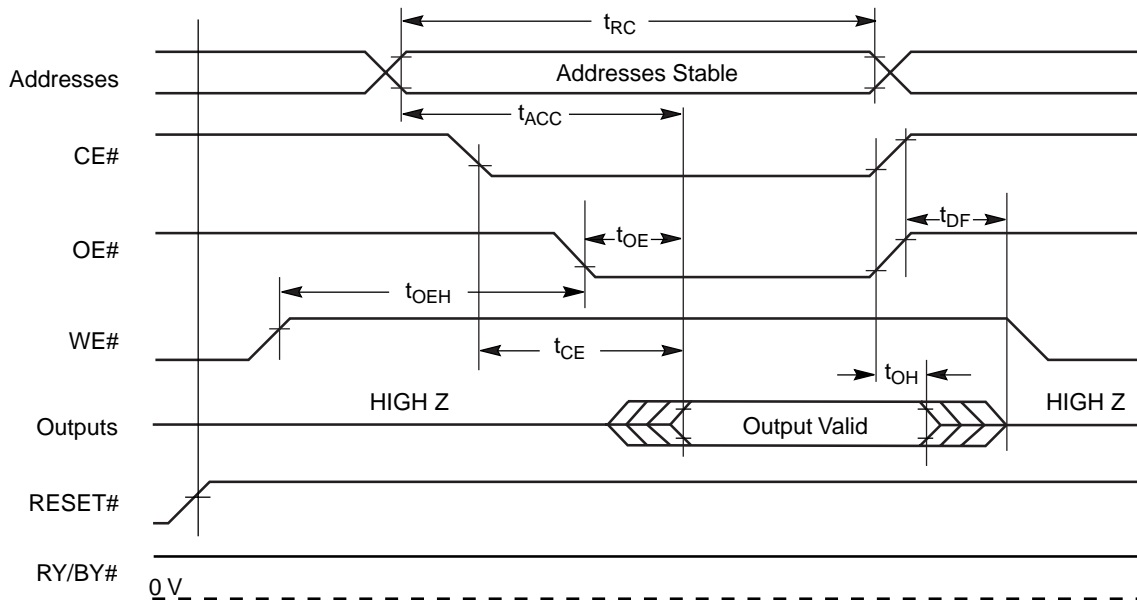 tRC
Addresses
Addresses Stable
tACC
CE#
tDF
OE#
tOE
tOEH
WE#
tCE
tOH
HIGH Z
HIGH Z
Outputs
Output Valid
RESET#
RY/BY#
0 V